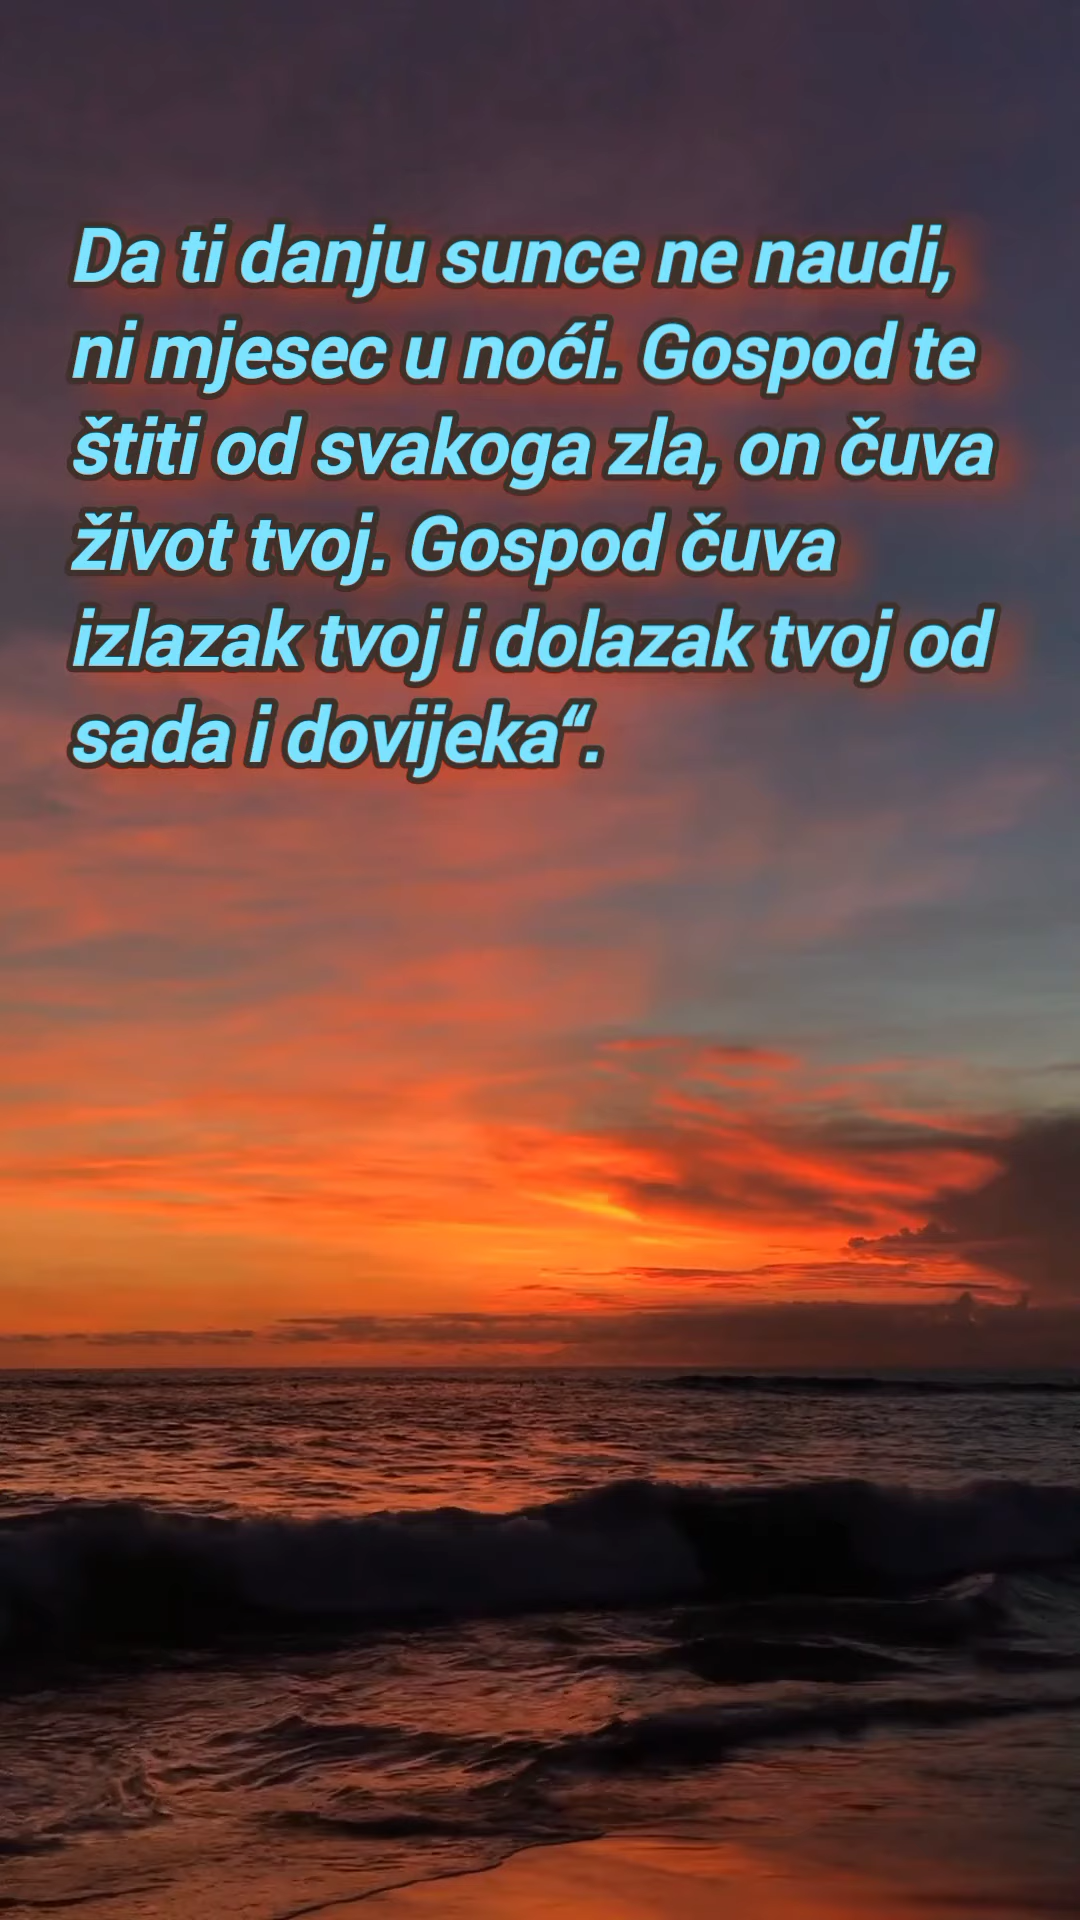 Da ti danju sunce ne naudi,
ni mjesec u noći. Gospod te
štiti od svakoga zla, on čuva
život tvoj. Gospod čuva
izlazak tvoj i dolazak tvoj od
sada i dovijeka“.